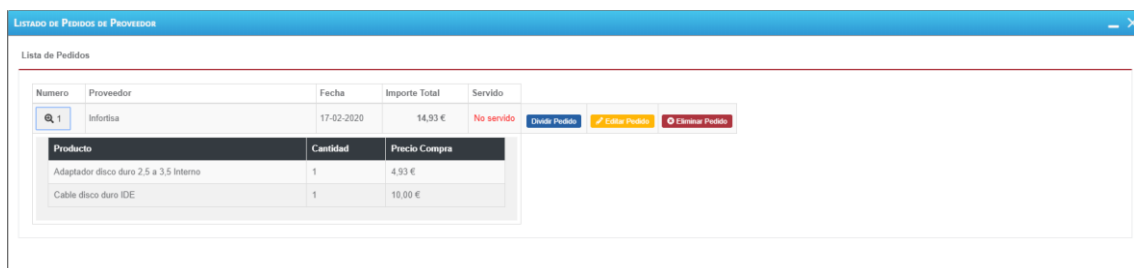 LISTADO DE PEDIDOS DE PROVEEDOR
Lista de Pedidos
Numero Proveedor Fecha Importe Total Servido
1 Infortisa 17-02-2020 14,93 € No servido Dividir Pedido Editar Pedido Eliminar Pedido
Producto Cantidad Precio Compra
Adaptador disco duro 2,5 a 3,5 Interno 1 4,93 €
Cable disco duro IDE 1 10,00 €